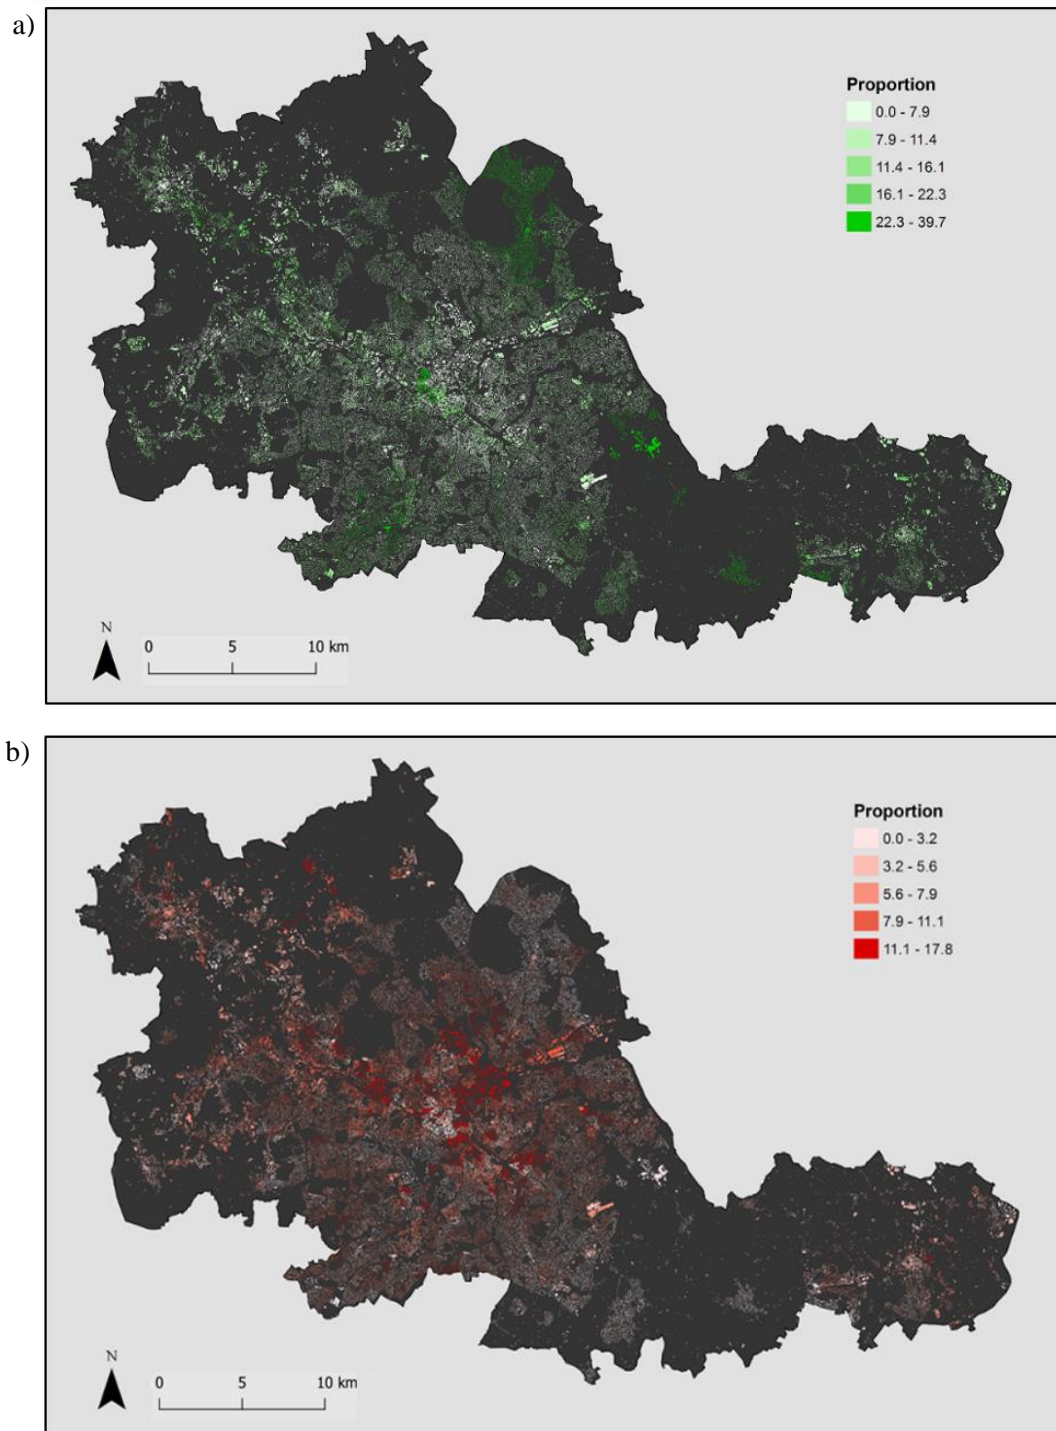 a)
Proportion
0.0 - 7.9
7.9 - 11.4
11.4 - 16.1
16.1 - 22.3
22.3 - 39.7
N
0 5 10 km
b)
Proportion
0.0 - 3.2
3.2 - 5.6
5.6 - 7.9
7.9 - 11.1
11.1 - 17.8
N
0 5 10 km